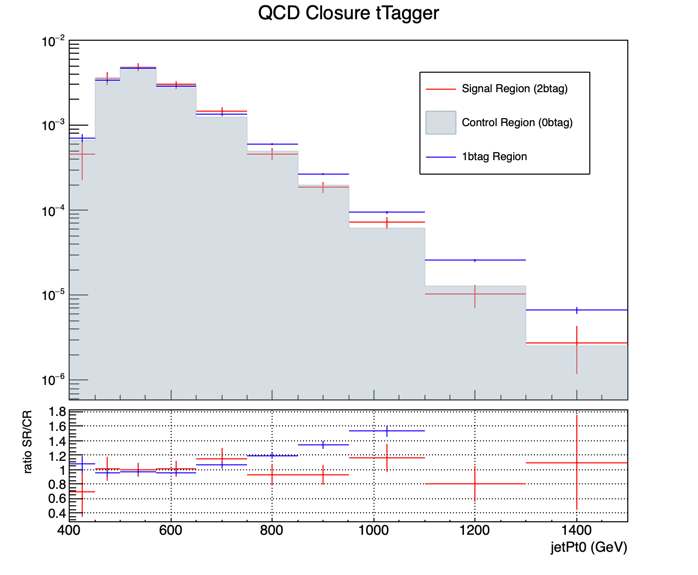 QCD Closure tTagger
10⁻²
10⁻³
10⁻⁴
10⁻⁵
10⁻⁶
Signal Region (2btag)
Control Region (0btag)
1btag Region
ratio SR/CR
1.8
1.6
1.4
1.2
1
0.8
0.6
0.4
400 600 800 1000 1200 1400
jetPt0 (GeV)